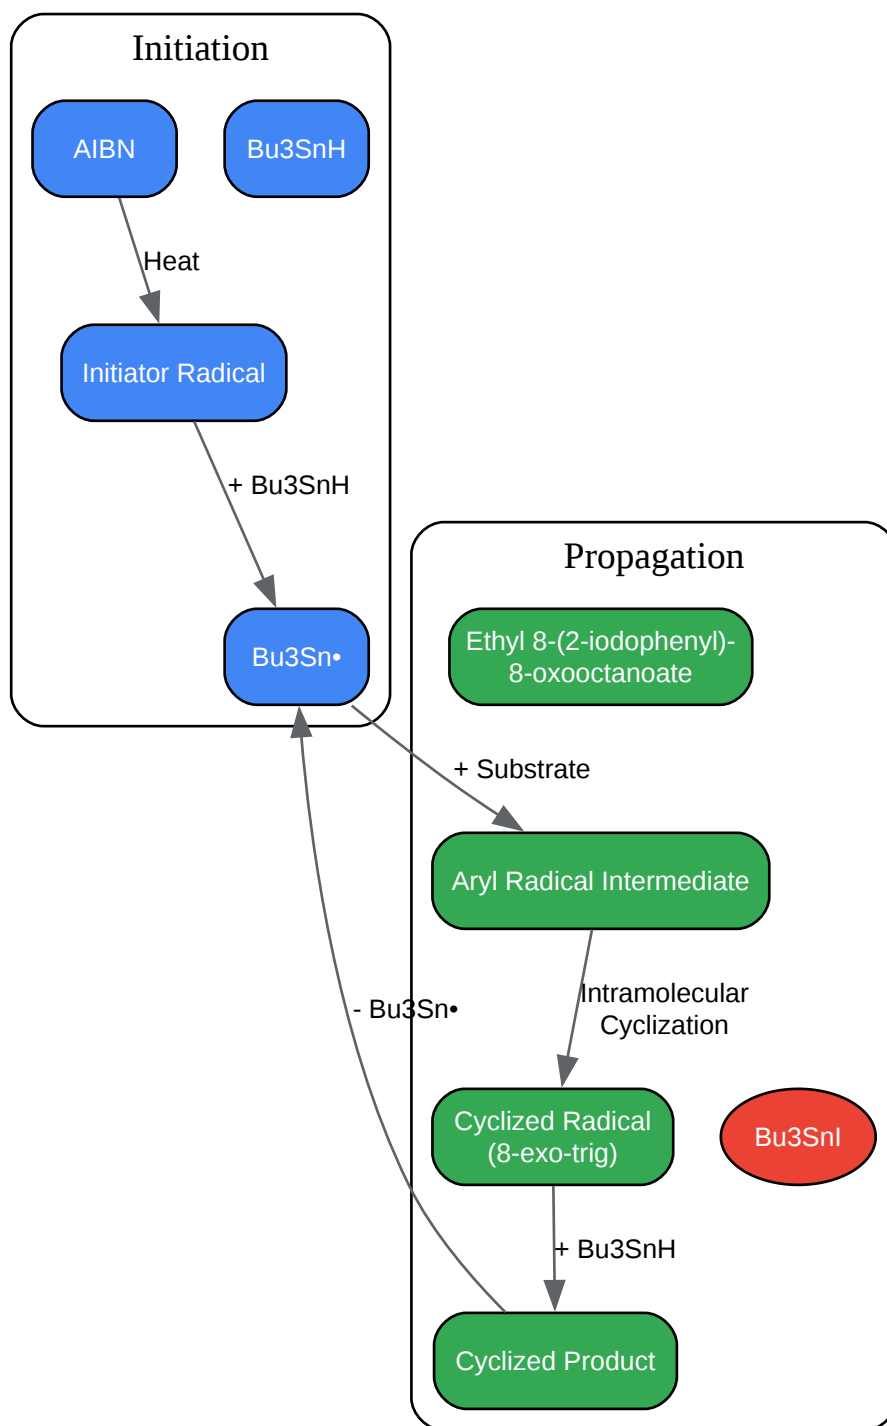 Initiation
AIBN
Bu3SnH
Heat
Initiator Radical
+ Bu3SnH
Bu3Sn•
Propagation
Ethyl 8-(2-iodophenyl)-
8-oxooctanoate
+ Substrate
Aryl Radical Intermediate
Intramolecular
Cyclization
- Bu3Sn•
Cyclized Radical
(8-exo-trig)
Bu3SnI
+ Bu3SnH
Cyclized Product